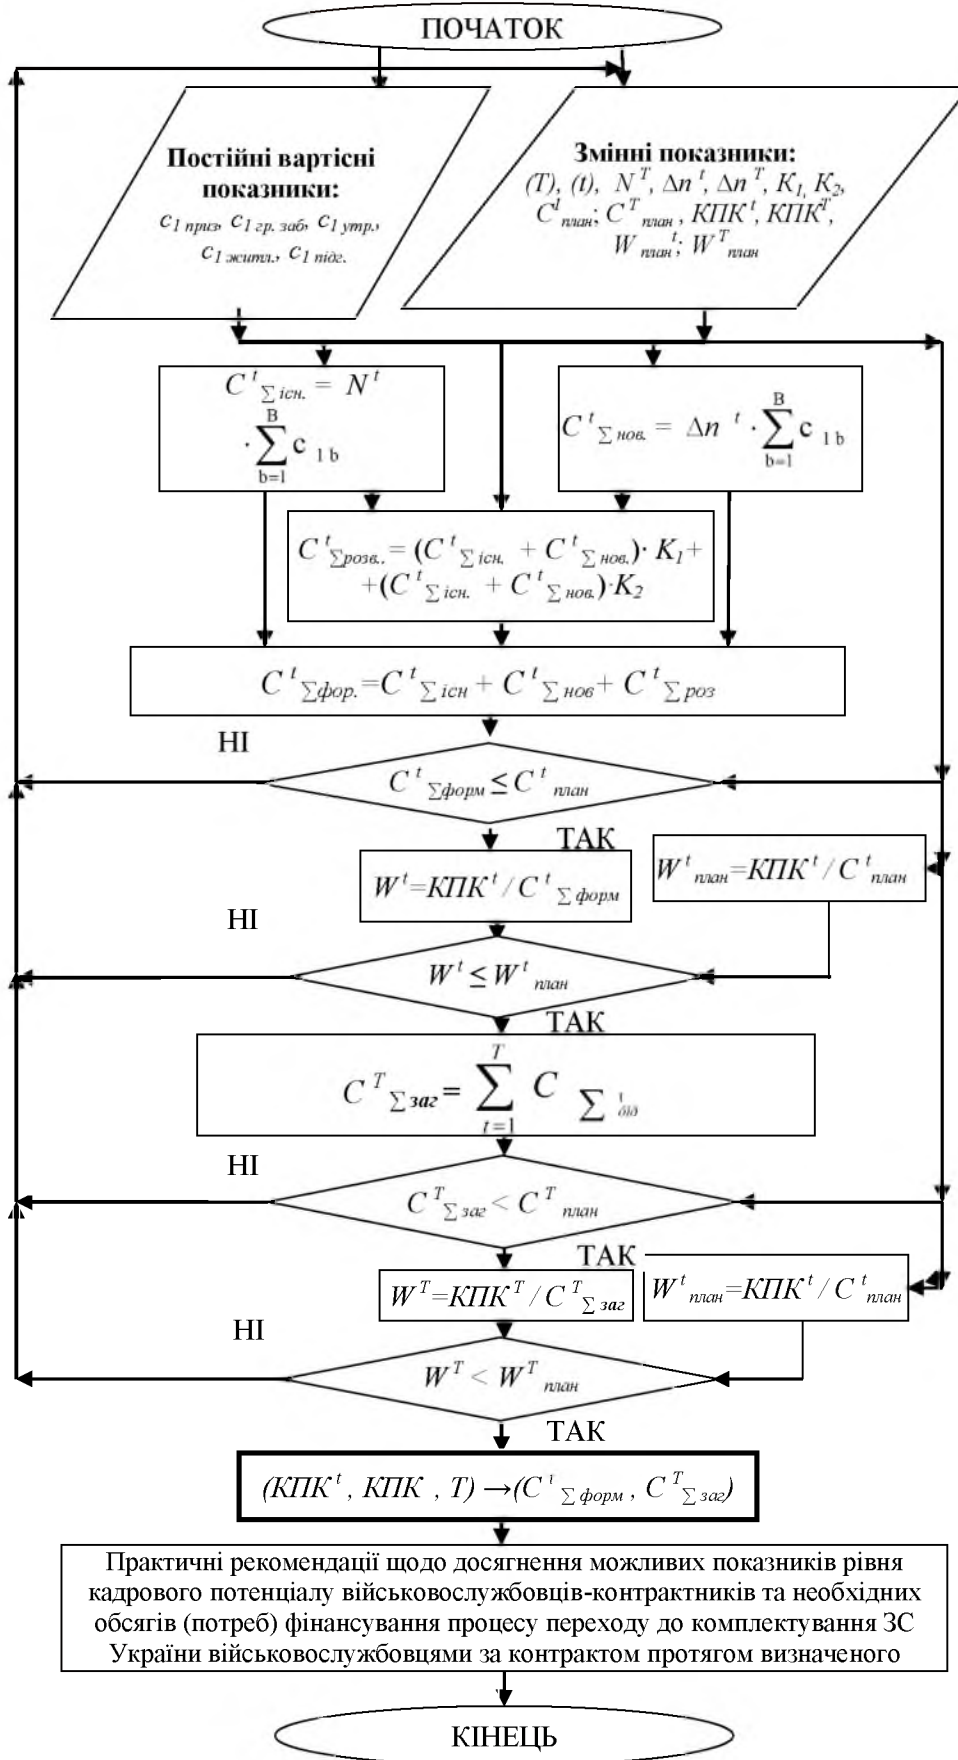 ПОЧАТОК
Постійні вартісні
показники:
c1 приз, c1 гр. заб, c1 утр.,
c1 житл., c1 підг.
Змінні показники:
(T), (t), N^T, Δn^t, Δn^T, K1, K2,
C^t план; C^T план, КПК^t, КПК^T,
W план^t; W^T план
C^t ∑ існ. = N^t
· ∑ b=1 B c 1 b
C^t ∑ нов. = Δn^t · ∑ b=1 B c 1 b
C^t ∑розв.. = (C^t ∑ існ. + C^t ∑ нов.)· K1+
+(C^t ∑ існ. + C^t ∑ нов.)·K2
C^t ∑фор.=C^t ∑ існ + C^t ∑ нов + C^t ∑ роз
НІ
C^t ∑форм ≤ C^t план
ТАК
W^t=КПК^t / C^t ∑ форм
W^t план=КПК^t / C^t план
НІ
W^t ≤ W^t план
ТАК
C^T ∑ заг = ∑ t=1 T C ∑ t
НІ
C^T ∑ заг < C^T план
ТАК
W^T=КПК^T / C^T ∑ заг
W^t план=КПК^t / C^t план
НІ
W^T < W^T план
ТАК
(КПК^t, КПК, T) →(C^t ∑ форм, C^T ∑ заг)
Практичні рекомендації щодо досягнення можливих показників рівня
кадрового потенціалу військовослужбовців-контрактників та необхідних
обсягів (потреб) фінансування процесу переходу до комплектування ЗС
України військовослужбовцями за контрактом протягом визначеного
КІНЕЦЬ